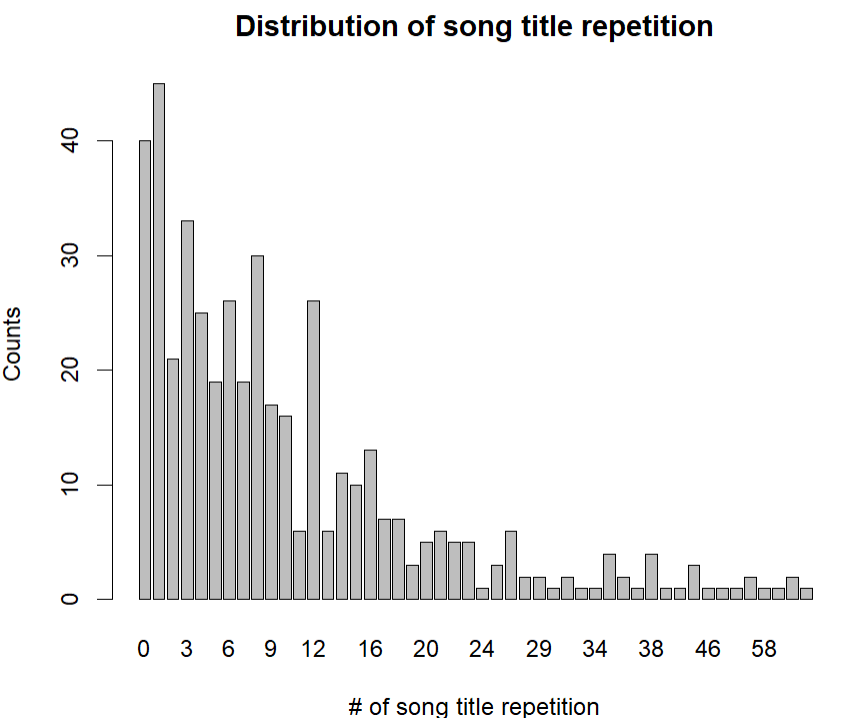 Distribution of song title repetition
Counts
40
30
20
10
0
0 3 6 9 12 16 20 24 29 34 38 46 58
# of song title repetition